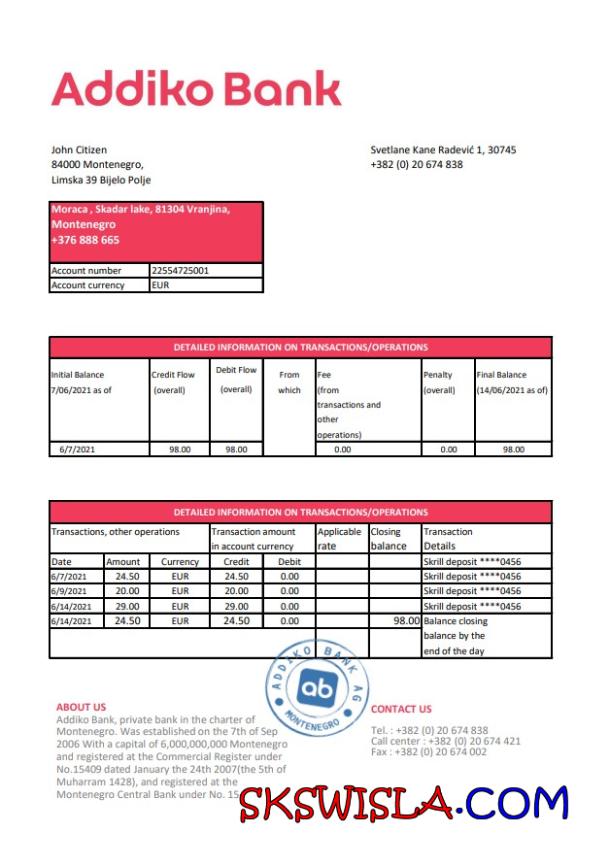 Addiko Bank
John Citizen
84000 Montenegro,
Limska 39 Bijelo Polje
Svetlane Kane Radević 1, 30745
+382 (0) 20 674 838
Moraca , Skadar lake, 81304 Vranjina,
Montenegro
+376 888 665
Account number 22554725001
Account currency EUR
DETAILED INFORMATION ON TRANSACTIONS/OPERATIONS
Initial Balance
7/06/2021 as of
Credit Flow
(overall)
Debit Flow
(overall)
From
which
Fee
(from
transactions and
other
operations)
Penalty
(overall)
Final Balance
(14/06/2021 as of)
6/7/2021 98.00 98.00 0.00 0.00 98.00
DETAILED INFORMATION ON TRANSACTIONS/OPERATIONS
Transactions, other operations
Transaction amount
in account currency
Applicable
rate
Closing
balance
Transaction
Details
Date Amount Currency Credit Debit Skrill deposit ****0456
6/7/2021 24.50 EUR 24.50 0.00 Skrill deposit ****0456
6/9/2021 20.00 EUR 20.00 0.00 Skrill deposit ****0456
6/14/2021 29.00 EUR 29.00 0.00 Skrill deposit ****0456
6/14/2021 24.50 EUR 24.50 0.00 98.00 Balance closing
balance by the
end of the day
ADDIKO BANK AG
ab
MONTENEGRO
ABOUT US
Addiko Bank, private bank in the charter of
Montenegro. Was established on the 7th of Sep
2006 With a capital of 6,000,000,000 Montenegro
and registered at the Commercial Register under
No.15409 dated January the 24th 2007(the 5th of
Muharram 1428), and registered at the
Montenegro Central Bank under No. 15
CONTACT US
Tel. : +382 (0) 20 674 838
Call center : +382 (0) 20 674 421
Fax : +382 (0) 20 674 002
SKSWISLA.COM